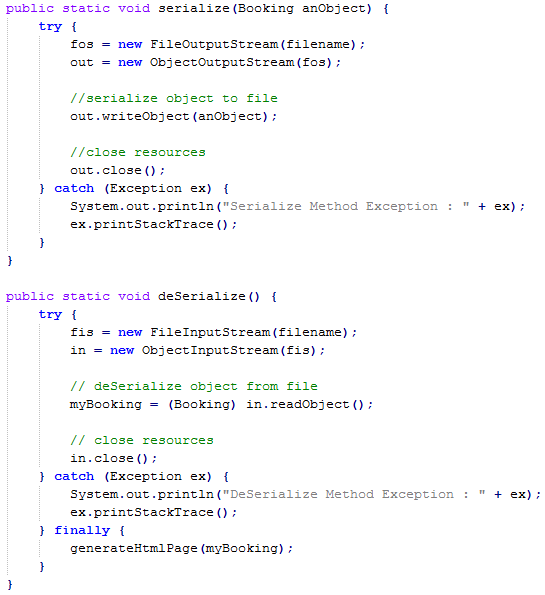 public static void serialize(Booking anObject) {
    try {
        fos = new FileOutputStream(filename);
        out = new ObjectOutputStream(fos);

        //serialize object to file
        out.writeObject(anObject);

        //close resources
        out.close();
    } catch (Exception ex) {
        System.out.println("Serialize Method Exception : " + ex);
        ex.printStackTrace();
    }
}

public static void deSerialize() {
    try {
        fis = new FileInputStream(filename);
        in = new ObjectInputStream(fis);

        // deSerialize object from file
        myBooking = (Booking) in.readObject();

        // close resources
        in.close();
    } catch (Exception ex) {
        System.out.println("DeSerialize Method Exception : " + ex);
        ex.printStackTrace();
    } finally {
        generateHtmlPage(myBooking);
    }
}